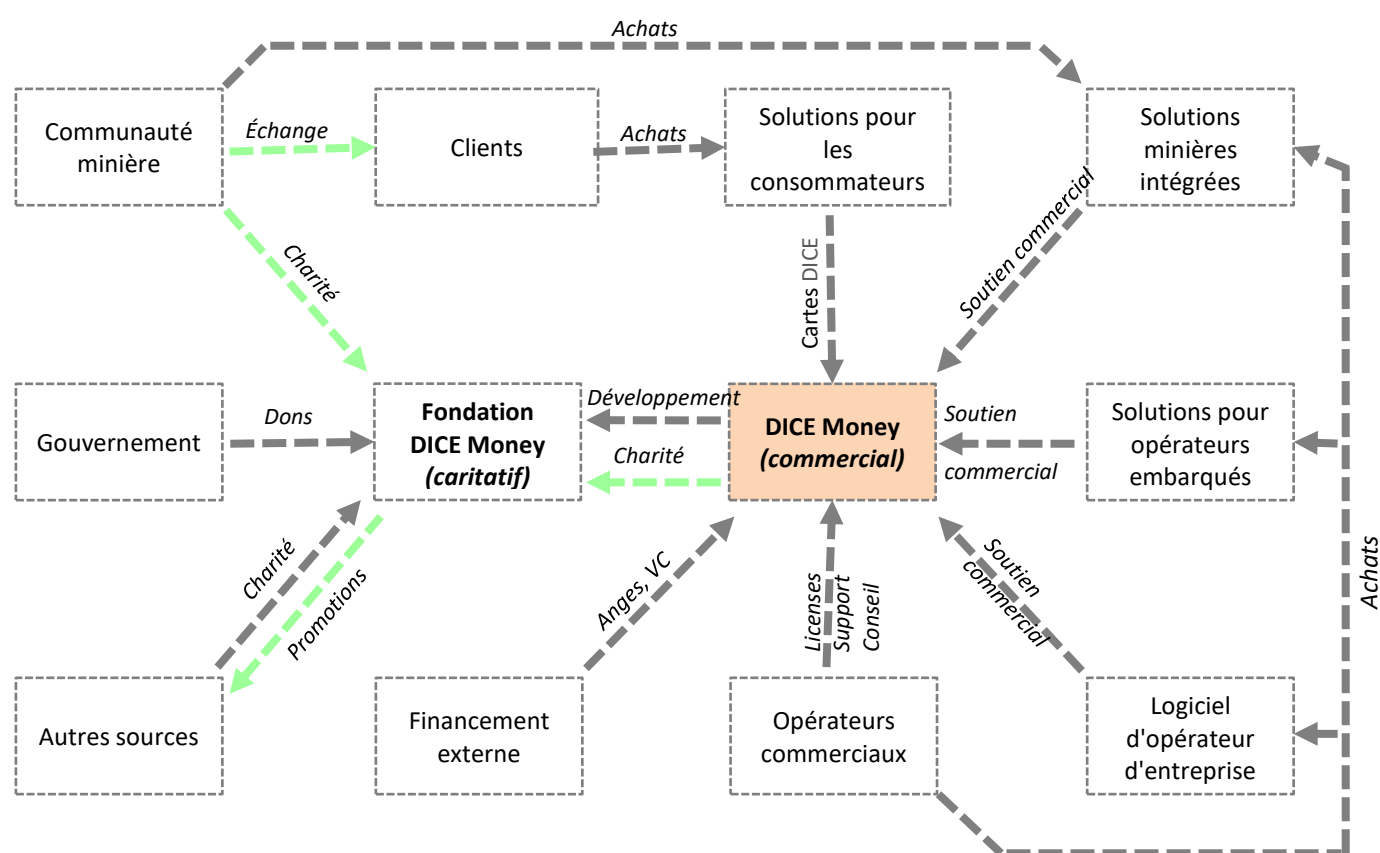 Achats
Communauté
minière
Échange
Clients
Achats
Solutions pour
les
consommateurs
Solutions
minières
intégrées
Charité
Cartes DICE
Soutien commercial
Gouvernement
Dons
Fondation
DICE Money
(caritatif)
Développement
Charité
DICE Money
(commercial)
Soutien
commercial
Solutions pour
opérateurs
embarqués
Charité
Promotions
Anges, VC
Licenses
Support
Conseil
Soutien
commercial
Achats
Autres sources
Financement
externe
Opérateurs
commerciaux
Logiciel
d'opérateur
d'entreprise